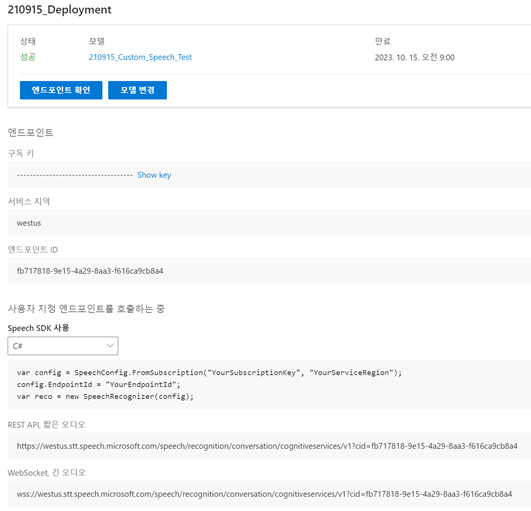 210915_Deployment
상태 모델 만료
성공 210915_Custom_Speech_Test 2023. 10. 15. 오전 9:00
엔드포인트 확인 모델 변경
엔드포인트
구독 키
------------------------------------ Show key
서비스 지역
westus
엔드포인트 ID
fb717818-9e15-4a29-8aa3-f616ca9cb8a4
사용자 지정 엔드포인트를 호출하는 중
Speech SDK 사용
C#
var config = SpeechConfig.FromSubscription("YourSubscriptionKey", "YourServiceRegion");
config.EndpointId = "YourEndpointId";
var reco = new SpeechRecognizer(config);
REST API, 짧은 오디오
https://westus.stt.speech.microsoft.com/speech/recognition/conversation/cognitiveservices/v1?cid=fb717818-9e15-4a29-8aa3-f616ca9cb8a4
WebSocket, 긴 오디오
wss://westus.stt.speech.microsoft.com/speech/recognition/conversation/cognitiveservices/v1?cid=fb717818-9e15-4a29-8aa3-f616ca9cb8a4